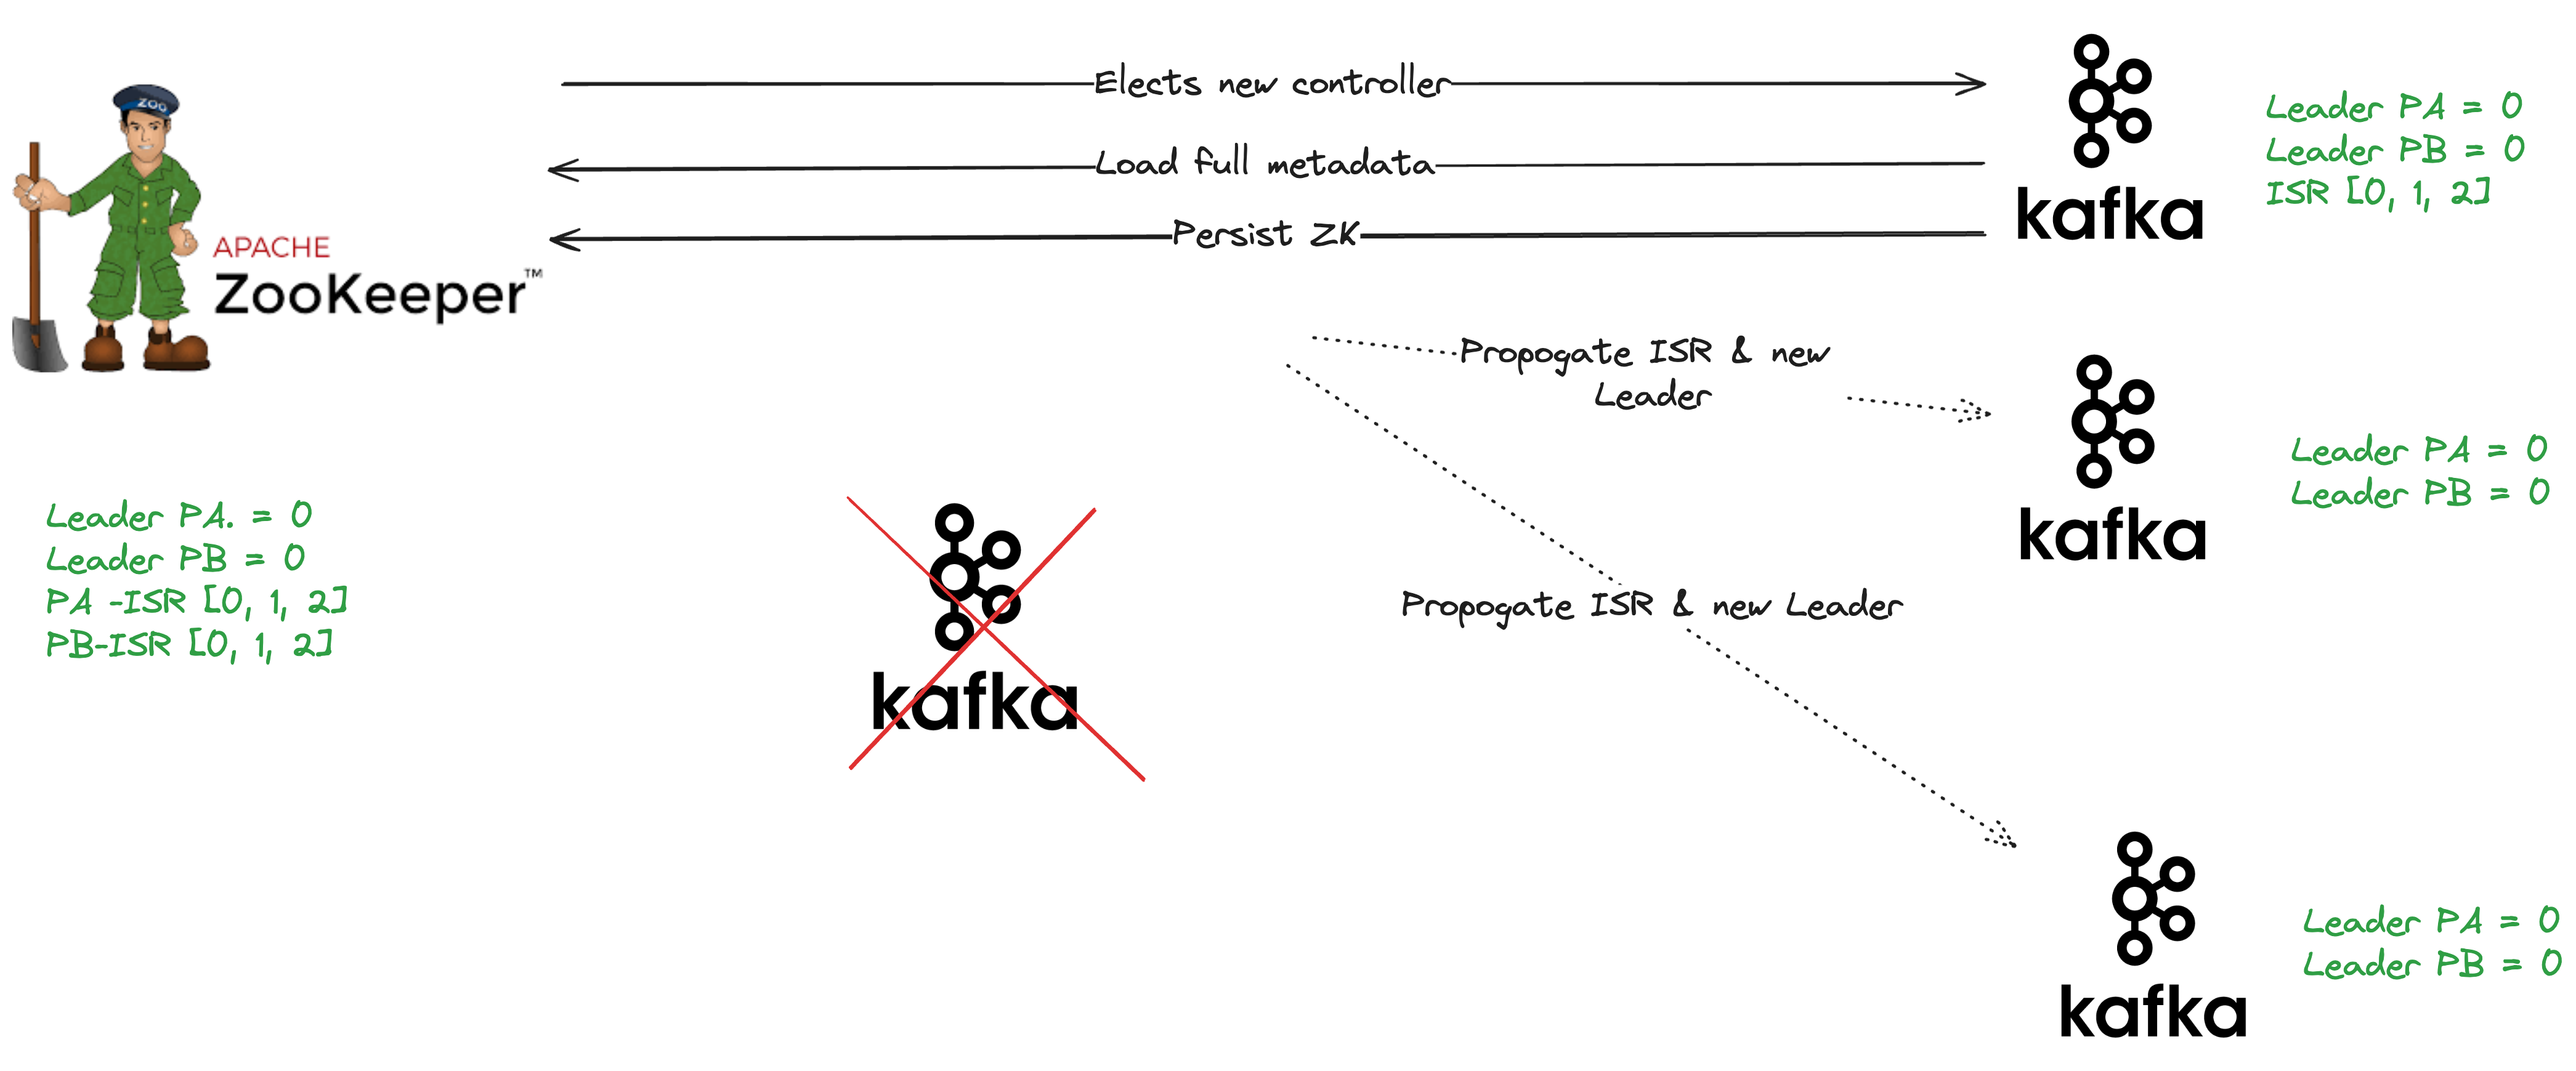 ZOO
APACHE
ZooKeeper™
Elects new controller
Load full metadata
Persist ZK
kafka
Leader PA = 0
Leader PB = 0
ISR [0, 1, 2]
Propogate ISR & new
Leader
kafka
Leader PA = 0
Leader PB = 0
Leader PA. = 0
Leader PB = 0
PA -ISR [0, 1, 2]
PB-ISR [0, 1, 2]
kafka
Propogate ISR & new Leader
kafka
Leader PA = 0
Leader PB = 0